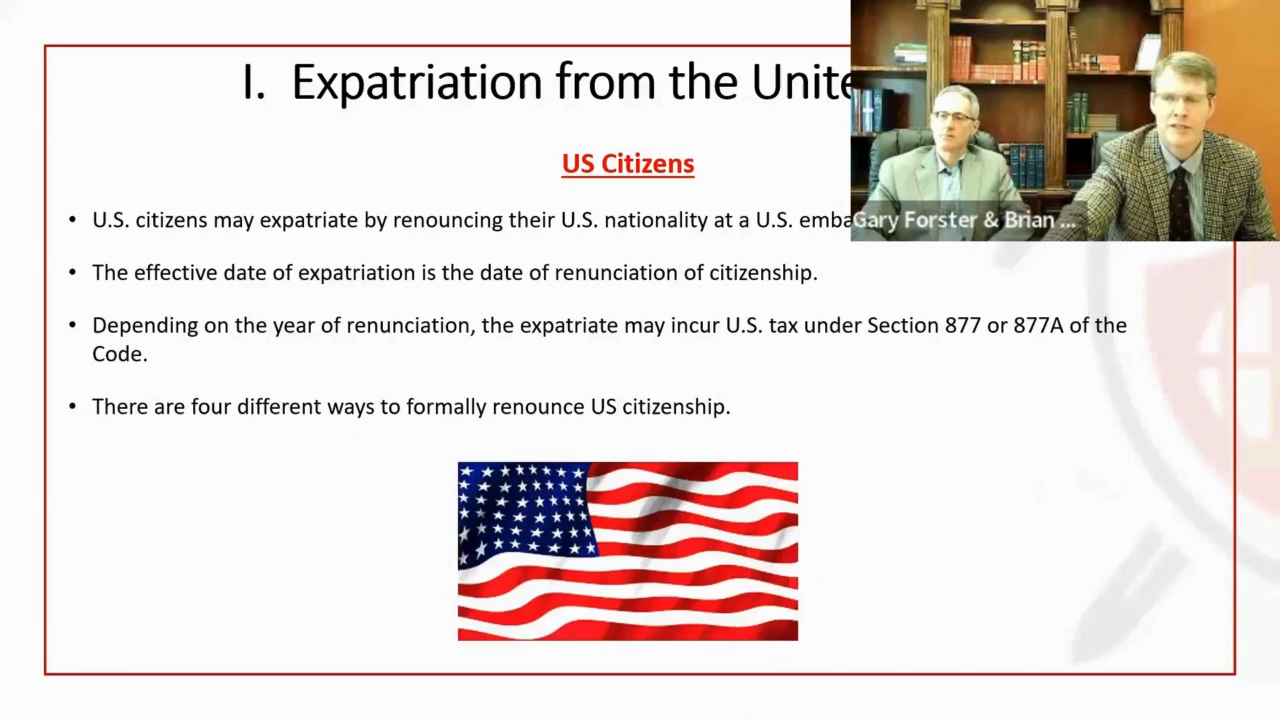 I. Expatriation from the Unite
US Citizens
• U.S. citizens may expatriate by renouncing their U.S. nationality at a U.S. emba
Gary Forster & Brian ...
• The effective date of expatriation is the date of renunciation of citizenship.
• Depending on the year of renunciation, the expatriate may incur U.S. tax under Section 877 or 877A of the
Code.
• There are four different ways to formally renounce US citizenship.